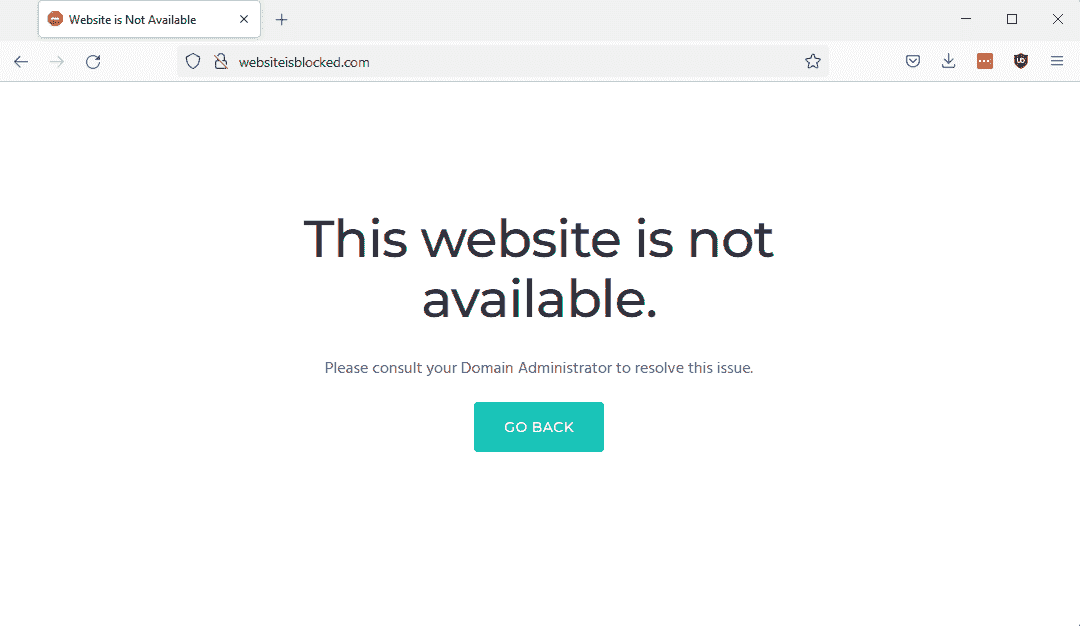 Website is Not Available
websiteisblocked.com
This website is not
available.
Please consult your Domain Administrator to resolve this issue.
GO BACK